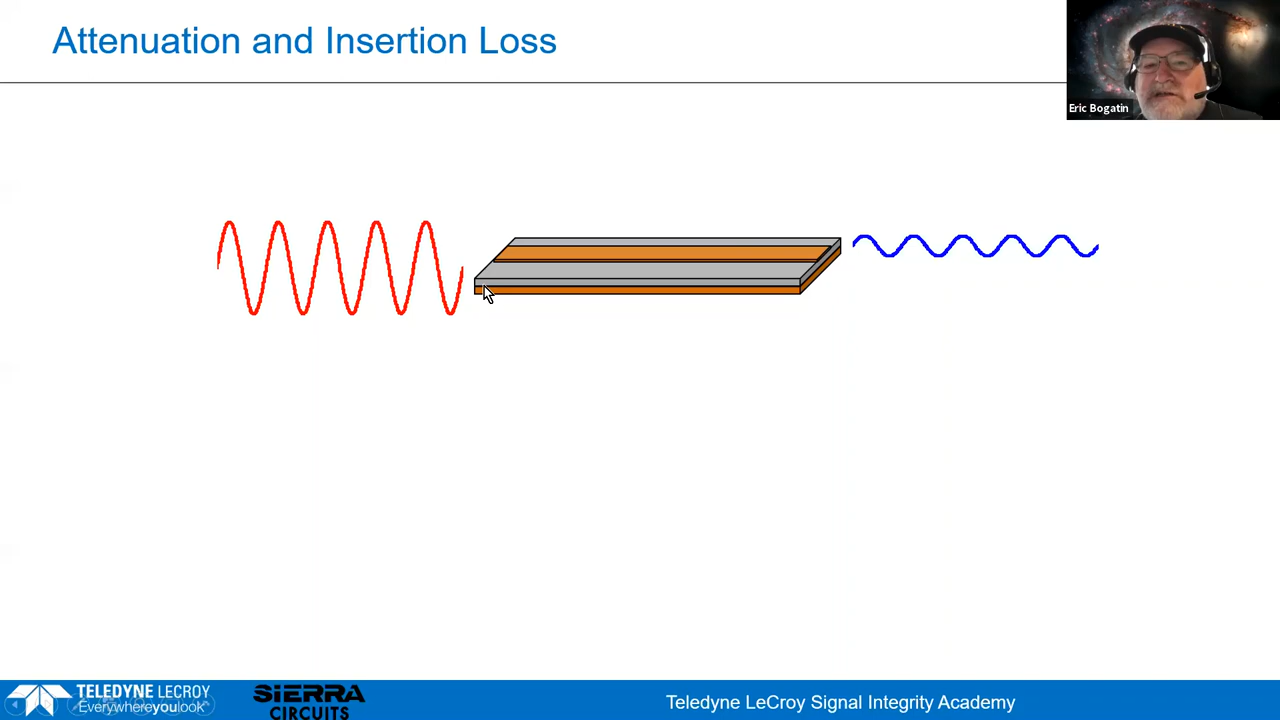 Attenuation and Insertion Loss
Eric Bogatin
TELEDYNE LECROY
Everywhereyoulook
SIERRA
CIRCUITS
Teledyne LeCroy Signal Integrity Academy